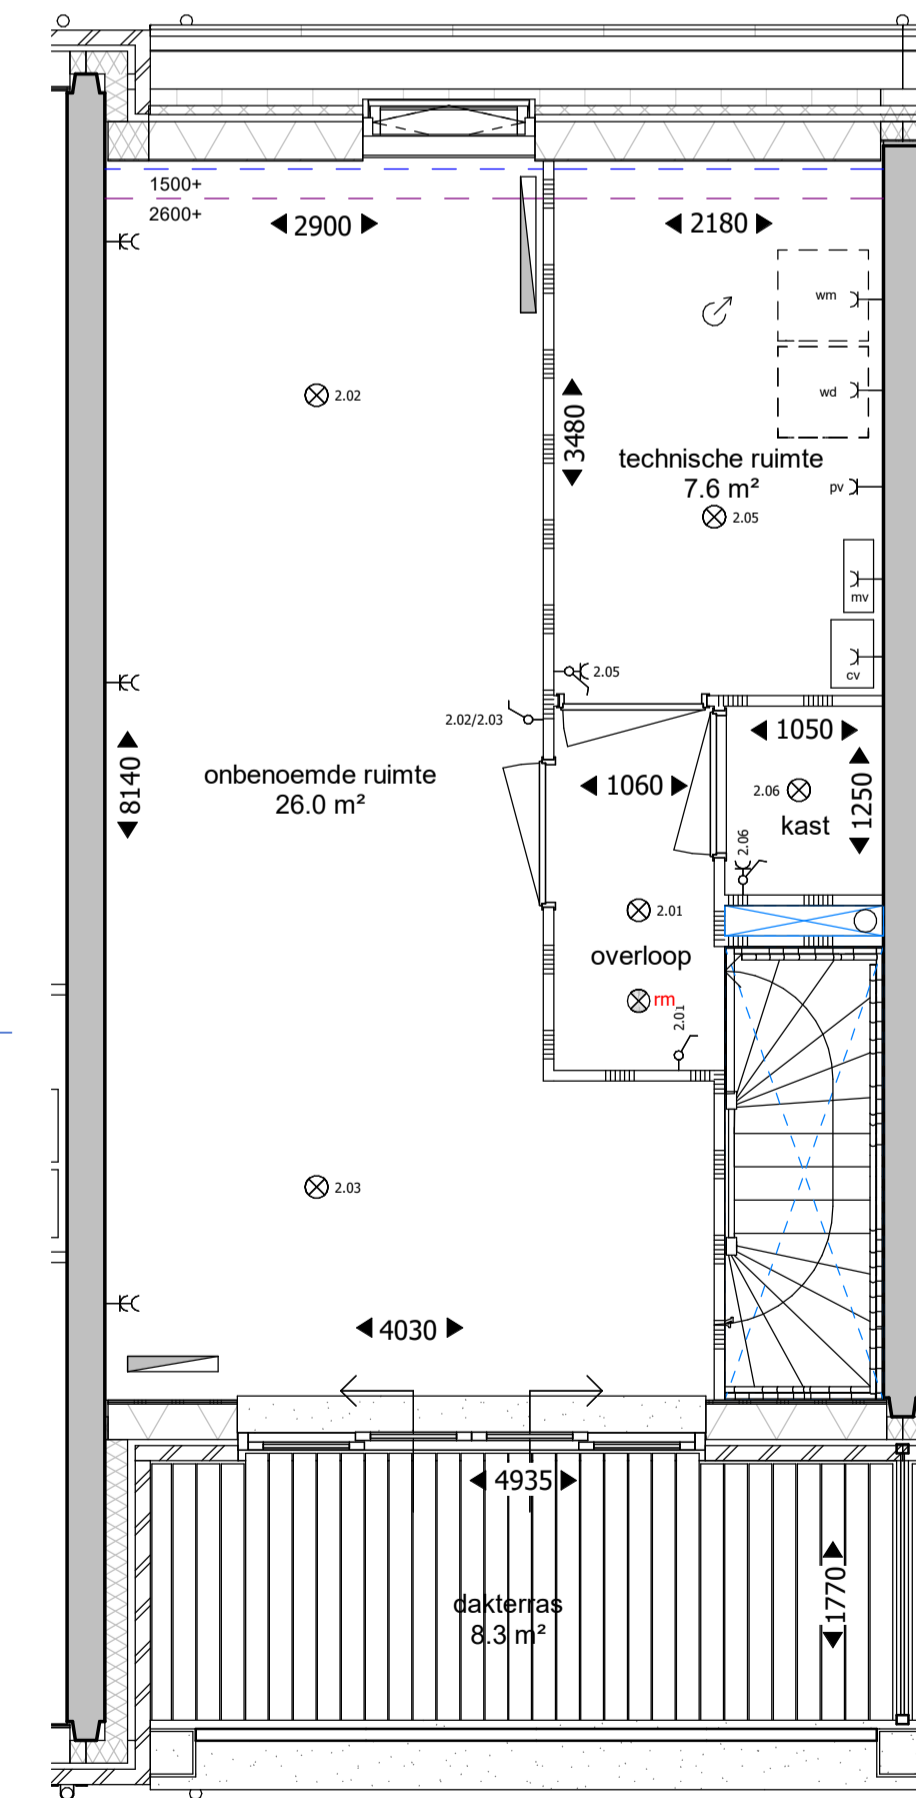 1500+
2600+
2900
2180
wm
wd
2.02
3480
technische ruimte
7.6 m²
pv
2.05
mv
cv
2.05
2.02/2.03
1050
8140
onbenoemde ruimte
26.0 m²
1060
2.06
1250
kast
2.06
2.01
overloop
rm
2.01
2.03
4030
4935
1770
dakterras
8.3 m²